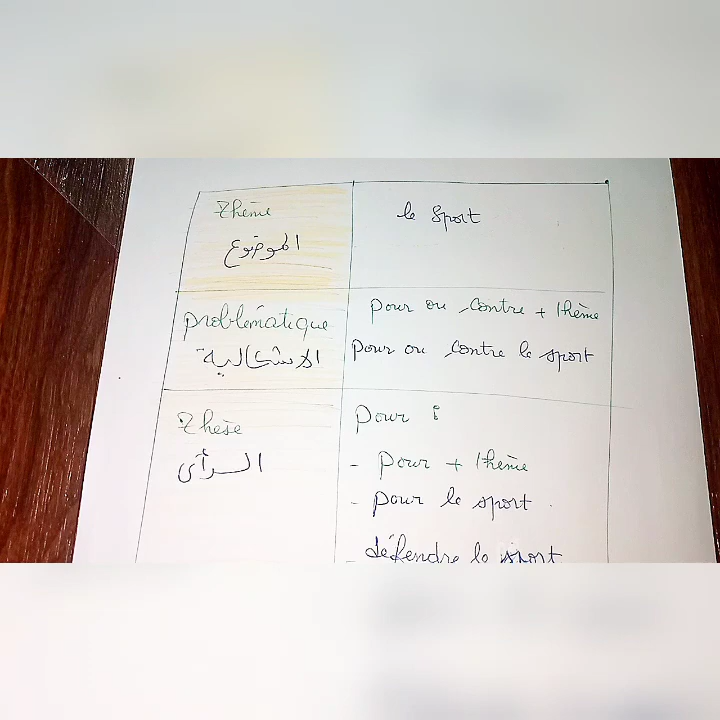 Thème
الموضوع
le Sport
problématique
الاشكالية
pour ou contre + thème
pour ou contre le sport
Thèse
الرأي
pour :
- pour + thème
- pour le sport.
- défendre le sport